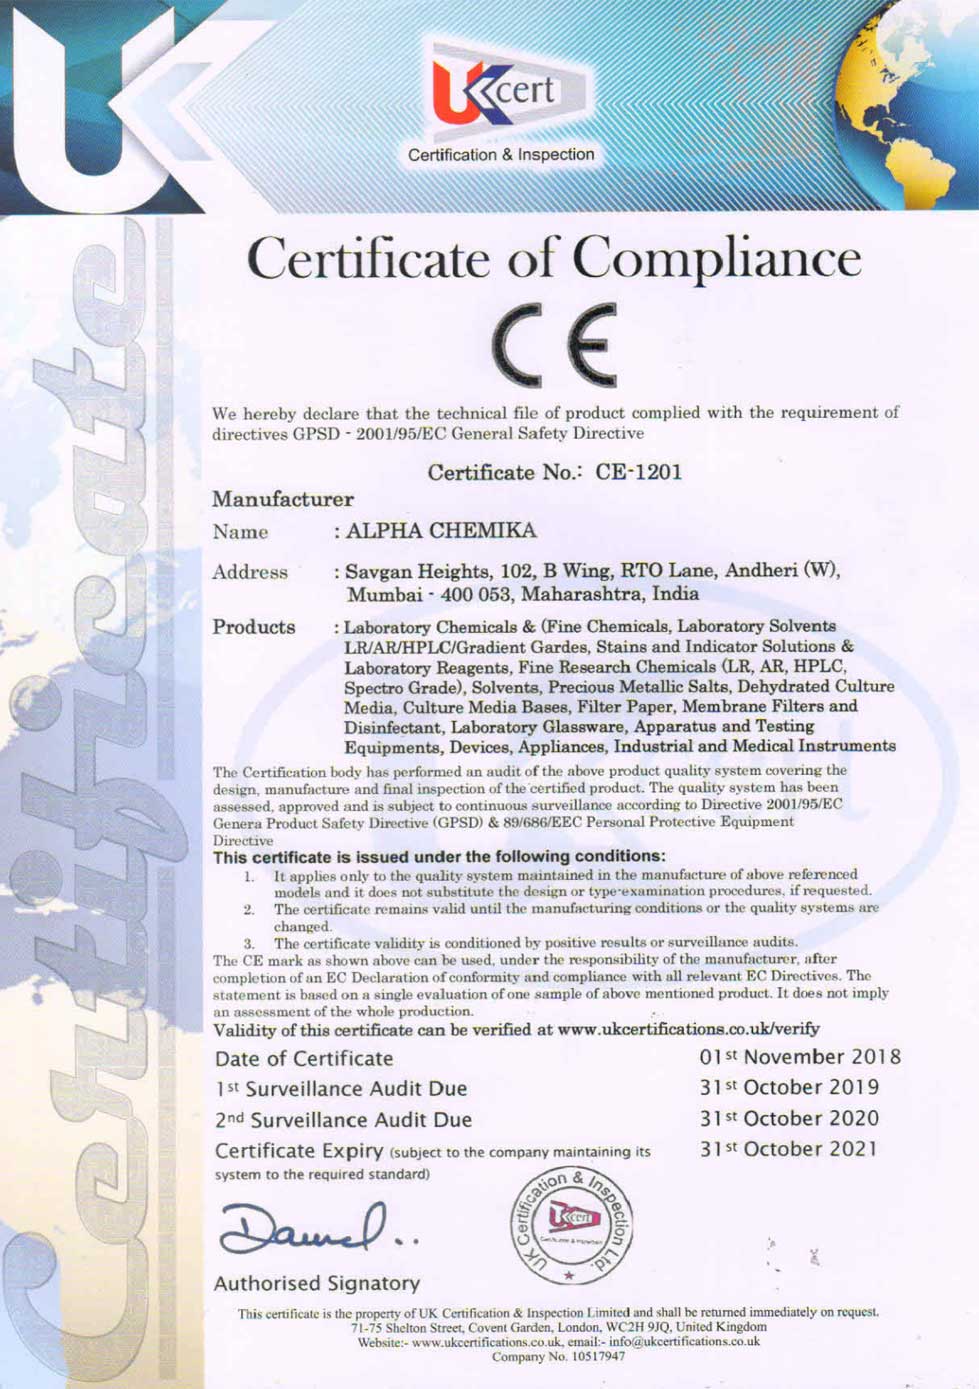 UK
UKcert
Certification & Inspection
Certificate
Certificate of Compliance
CE
We hereby declare that the technical file of product complied with the requirement of
directives GPSD - 2001/95/EC General Safety Directive
Certificate No.: CE-1201
Manufacturer
Name : ALPHA CHEMIKA
Address : Savgan Heights, 102, B Wing, RTO Lane, Andheri (W),
Mumbai - 400 053, Maharashtra, India
Products : Laboratory Chemicals & (Fine Chemicals, Laboratory Solvents
LR/AR/HPLC/Gradient Gardes, Stains and Indicator Solutions &
Laboratory Reagents, Fine Research Chemicals (LR, AR, HPLC,
Spectro Grade), Solvents, Precious Metallic Salts, Dehydrated Culture
Media, Culture Media Bases, Filter Paper, Membrane Filters and
Disinfectant, Laboratory Glassware, Apparatus and Testing
Equipments, Devices, Appliances, Industrial and Medical Instruments
The Certification body has performed an audit of the above product quality system covering the
design, manufacture and final inspection of the certified product. The quality system has been
assessed, approved and is subject to continuous surveillance according to Directive 2001/95/EC
Genera Product Safety Directive (GPSD) & 89/686/EEC Personal Protective Equipment
Directive
This certificate is issued under the following conditions:
1. It applies only to the quality system maintained in the manufacture of above referenced
models and it does not substitute the design or type-examination procedures, if requested.
2. The certificate remains valid until the manufacturing conditions or the quality systems are
changed.
3. The certificate validity is conditioned by positive results or surveillance audits.
The CE mark as shown above can be used, under the responsibility of the manufacturer, after
completion of an EC Declaration of conformity and compliance with all relevant EC Directives. The
statement is based on a single evaluation of one sample of above mentioned product. It does not imply
an assessment of the whole production.
Validity of this certificate can be verified at www.ukcertifications.co.uk/verify
Date of Certificate 01st November 2018
1st Surveillance Audit Due 31st October 2019
2nd Surveillance Audit Due 31st October 2020
Certificate Expiry (subject to the company maintaining its 31st October 2021
system to the required standard)
UK Certification & Inspection Ltd.
UKcert
Authorised Signatory
This certificate is the property of UK Certification & Inspection Limited and shall be returned immediately on request.
71-75 Shelton Street, Covent Garden, London, WC2H 9JQ, United Kingdom
Website:- www.ukcertifications.co.uk, email:- info@ukcertifications.co.uk
Company No. 10517947